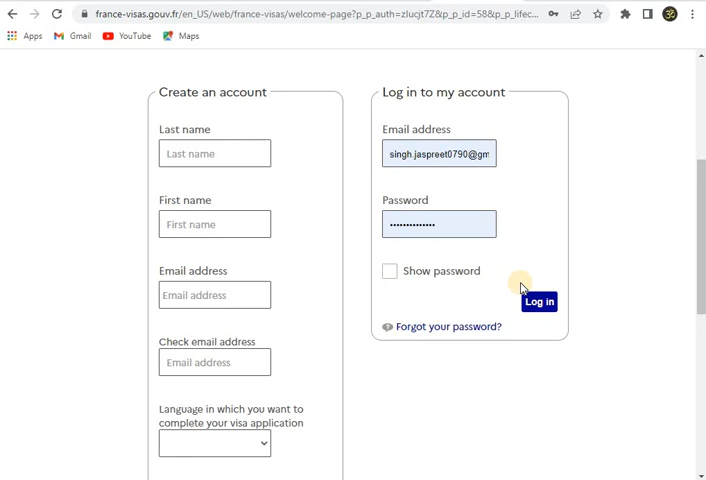 france-visas.gouv.fr/en_US/web/france-visas/welcome-page?p_p_auth=zlucjt7Z&p_p_id=58&p_p_lifec...
Apps Gmail YouTube Maps
Create an account
Last name
Last name
First name
First name
Email address
Email address
Check email address
Email address
Language in which you want to
complete your visa application
Log in to my account
Email address
singh.jaspreet0790@gm
Password
••••••••••••••
Show password
Log in
Forgot your password?